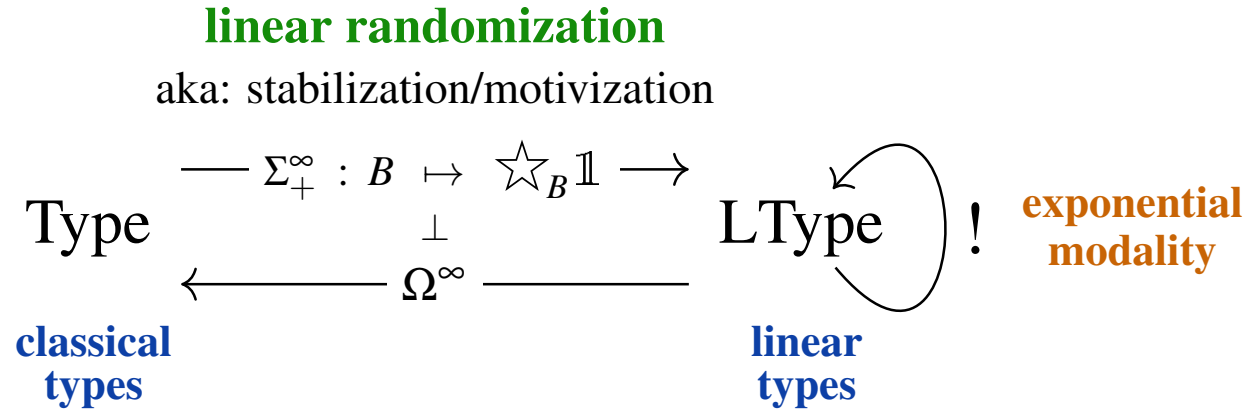 linear randomization
aka: stabilization/motivization
Σ₊^∞ : B ↦ ☆_B 𝟙
Type ⊥ LType ! exponential modality
Ω^∞
classical types
linear types